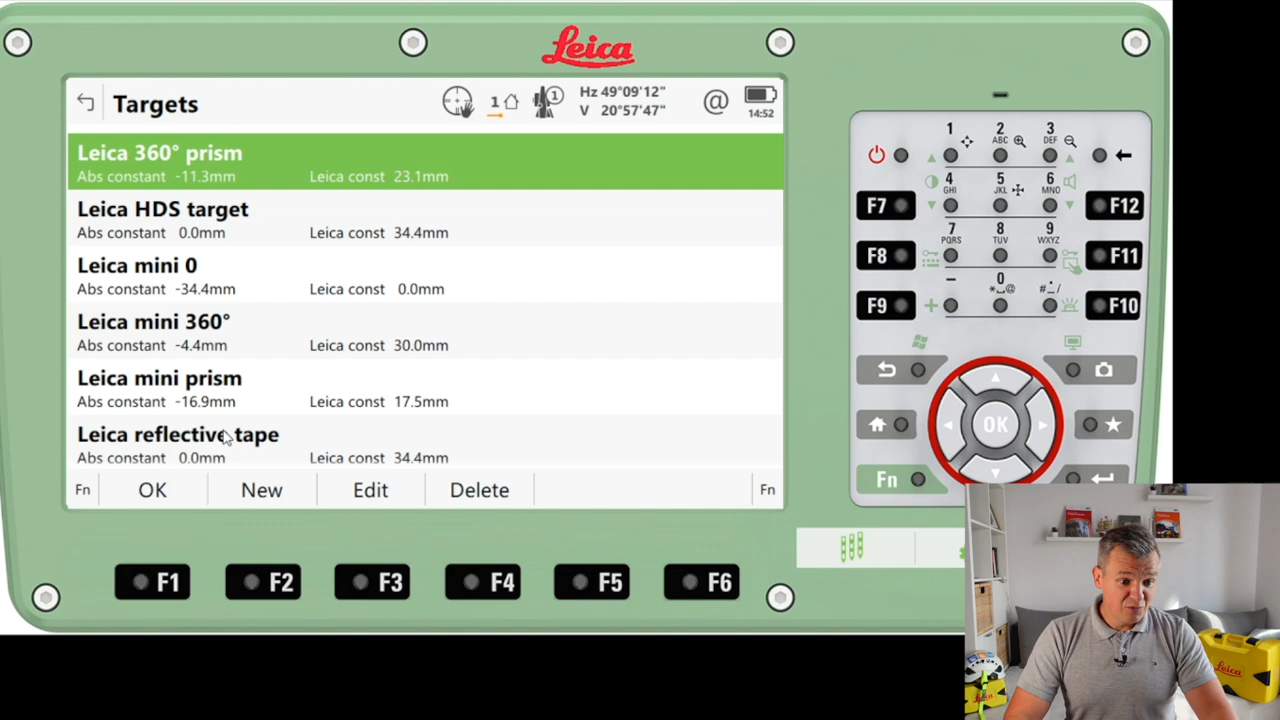 Leica
Targets
1
1
Hz 49°09'12"
V 20°57'47"
@
14:52
Leica 360° prism
Abs constant -11.3mm Leica const 23.1mm
Leica HDS target
Abs constant 0.0mm Leica const 34.4mm
Leica mini 0
Abs constant -34.4mm Leica const 0.0mm
Leica mini 360°
Abs constant -4.4mm Leica const 30.0mm
Leica mini prism
Abs constant -16.9mm Leica const 17.5mm
Leica reflective tape
Abs constant 0.0mm Leica const 34.4mm
Fn OK New Edit Delete Fn
F1 F2 F3 F4 F5 F6
1 2 3
ABC DEF
4 5 6
GHI JKL MNO
F7 F12
7 8 9
PQRS TUV WXYZ
F8 F11
- 0 .
*⎵@ #_/
F9 + F10
OK
Fn
Leica